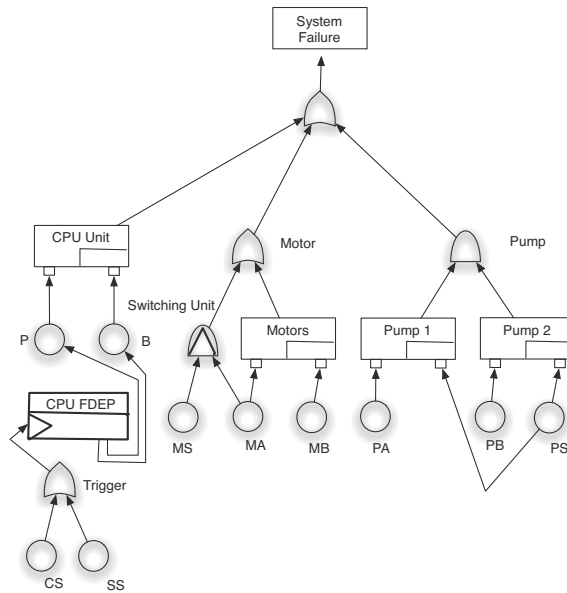 System
Failure
CPU Unit
Motor
Pump
Switching Unit
P
B
Motors
Pump 1
Pump 2
CPU FDEP
MS
MA
MB
PA
PB
PS
Trigger
CS
SS